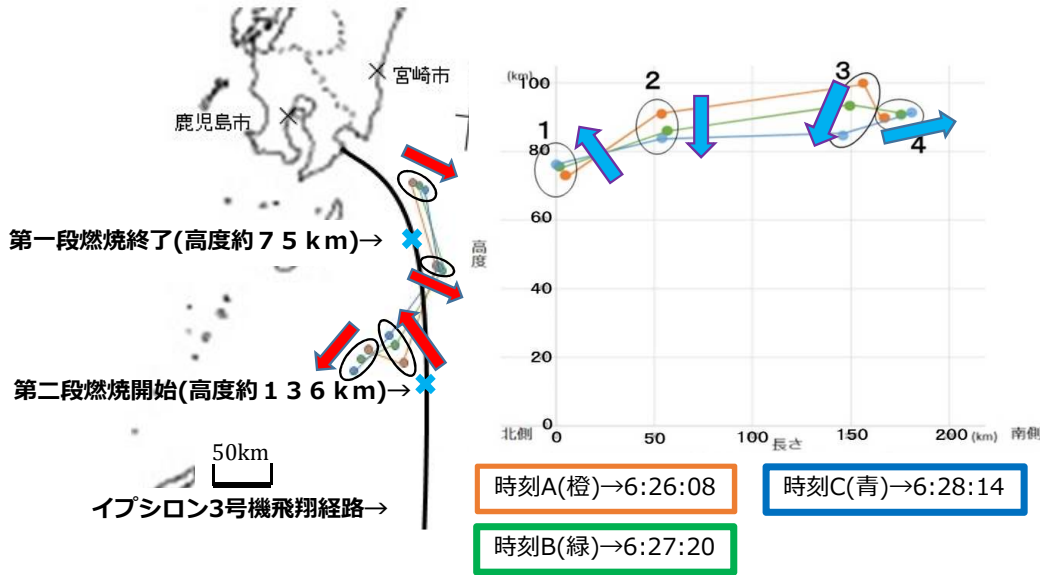 宮崎市
鹿児島市
第一段燃焼終了(高度約75km)→
第二段燃焼開始(高度約136km)→
50km
イプシロン3号機飛翔経路→
(km)
100
80
60
40
20
0
高度
1
2
3
4
北側
0
50
100
150
200
(km)
南側
長さ
時刻A(橙)→6:26:08
時刻C(青)→6:28:14
時刻B(緑)→6:27:20